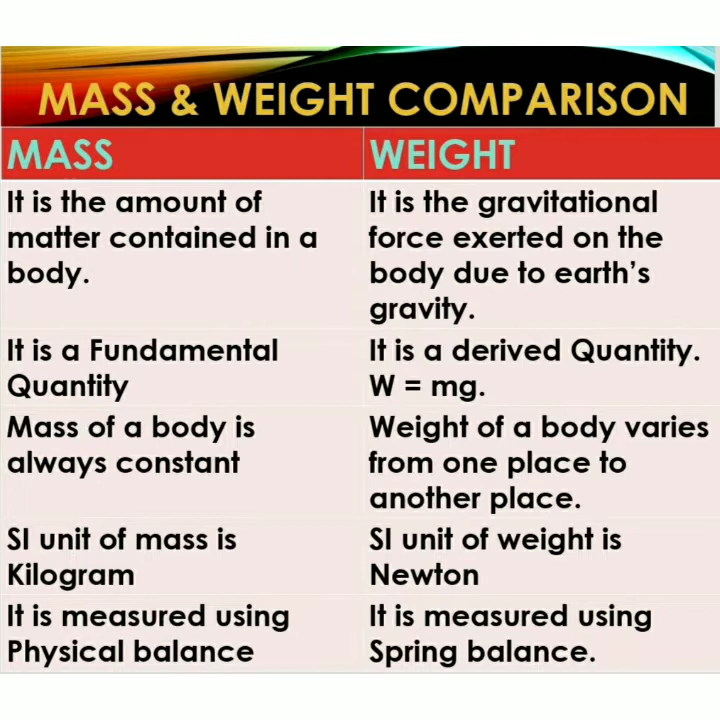 MASS & WEIGHT COMPARISON
MASS
WEIGHT
It is the amount of
matter contained in a
body.
It is the gravitational
force exerted on the
body due to earth's
gravity.
It is a Fundamental
Quantity
It is a derived Quantity.
W = mg.
Mass of a body is
always constant
Weight of a body varies
from one place to
another place.
SI unit of mass is
Kilogram
SI unit of weight is
Newton
It is measured using
Physical balance
It is measured using
Spring balance.